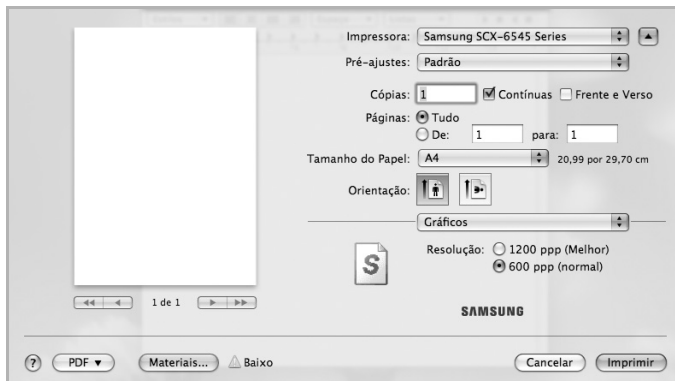 Impressora: Samsung SCX-6545 Series
Pré-ajustes: Padrão
Cópias: 1 Contínuas Frente e Verso
Páginas: Tudo
De: 1 para: 1
Tamanho do Papel: A4 20,99 por 29,70 cm
Orientação:
Gráficos
Resolução: 1200 ppp (Melhor)
600 ppp (normal)
S
SAMSUNG
1 de 1
? PDF Materiais... Baixo Cancelar Imprimir